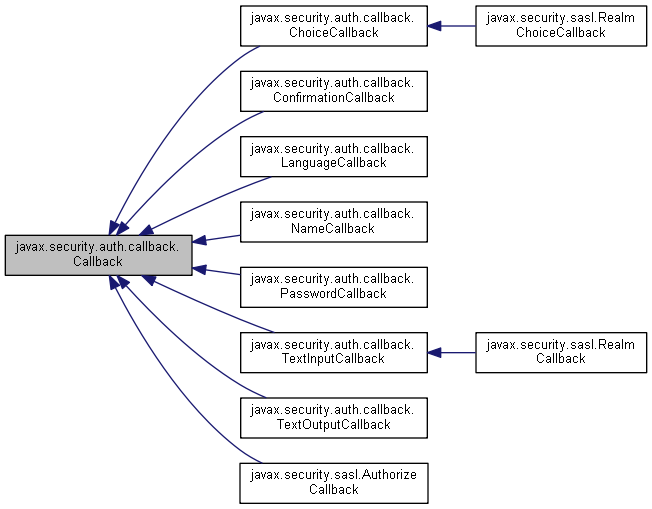 javax.security.auth.callback.
ChoiceCallback
javax.security.sasl.Realm
ChoiceCallback
javax.security.auth.callback.
ConfirmationCallback
javax.security.auth.callback.
LanguageCallback
javax.security.auth.callback.
NameCallback
javax.security.auth.callback.
Callback
javax.security.auth.callback.
PasswordCallback
javax.security.auth.callback.
TextInputCallback
javax.security.sasl.Realm
Callback
javax.security.auth.callback.
TextOutputCallback
javax.security.sasl.Authorize
Callback